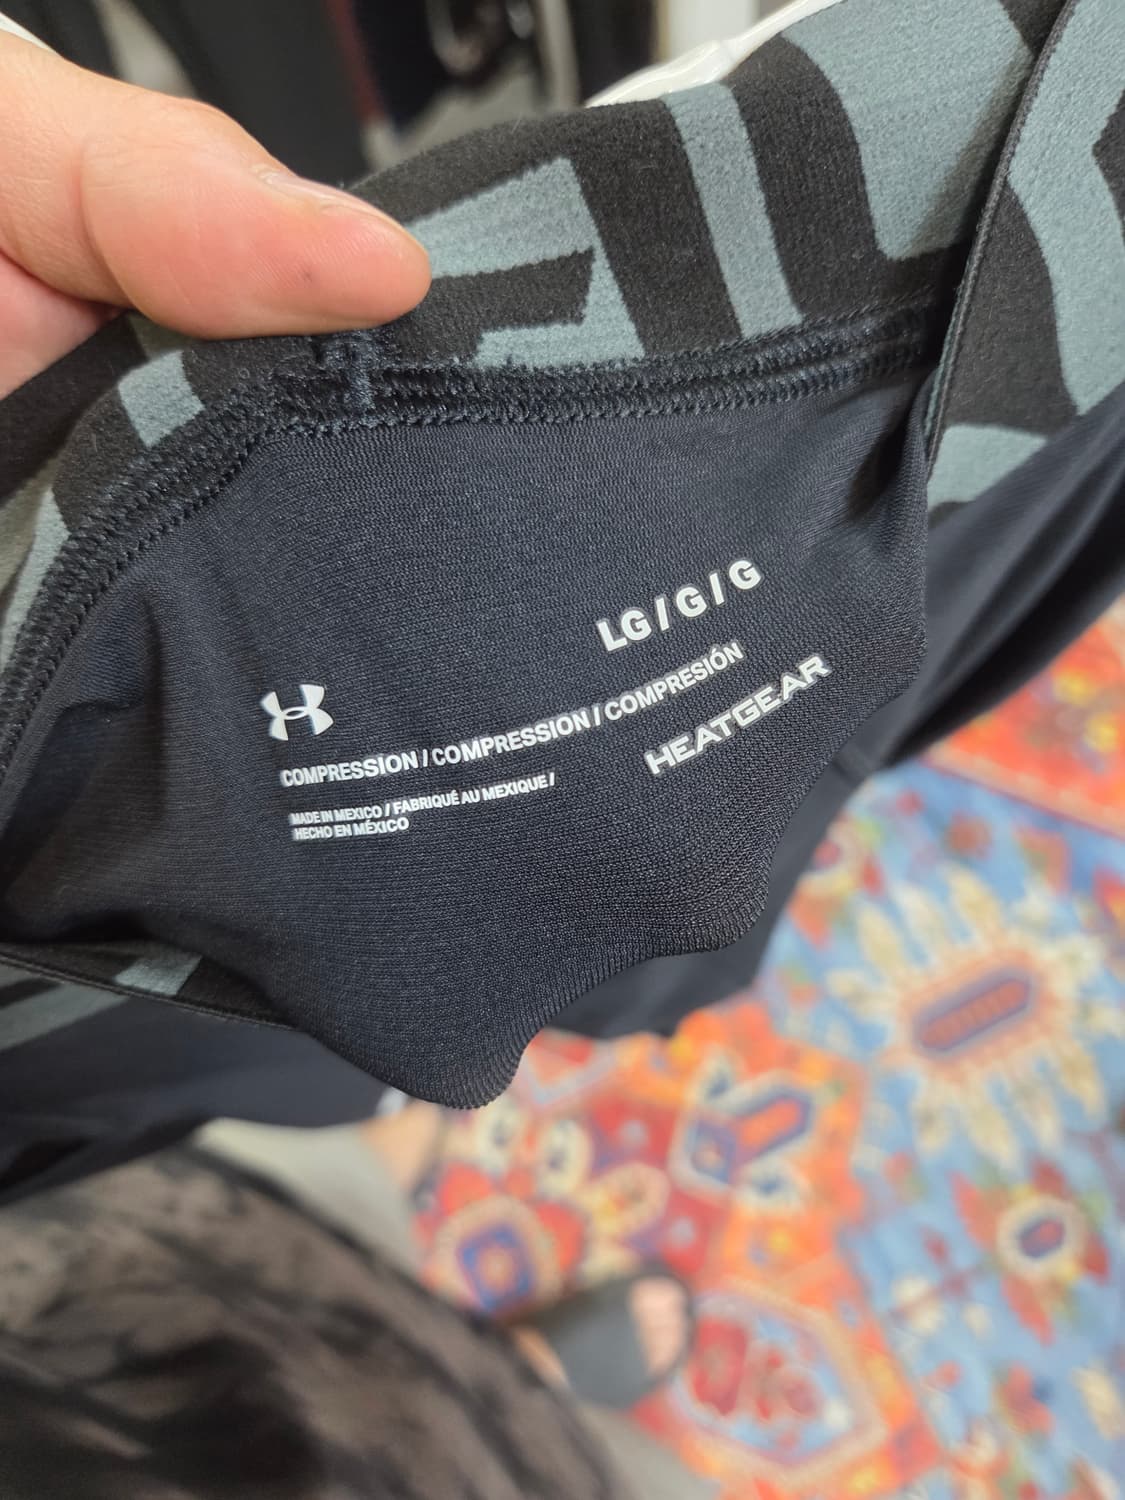 LG / G / G
COMPRESSION / COMPRESSION / COMPRESIÓN
HEATGEAR
MADE IN MEXICO / FABRIQUÉ AU MEXIQUE /
HECHO EN MÉXICO